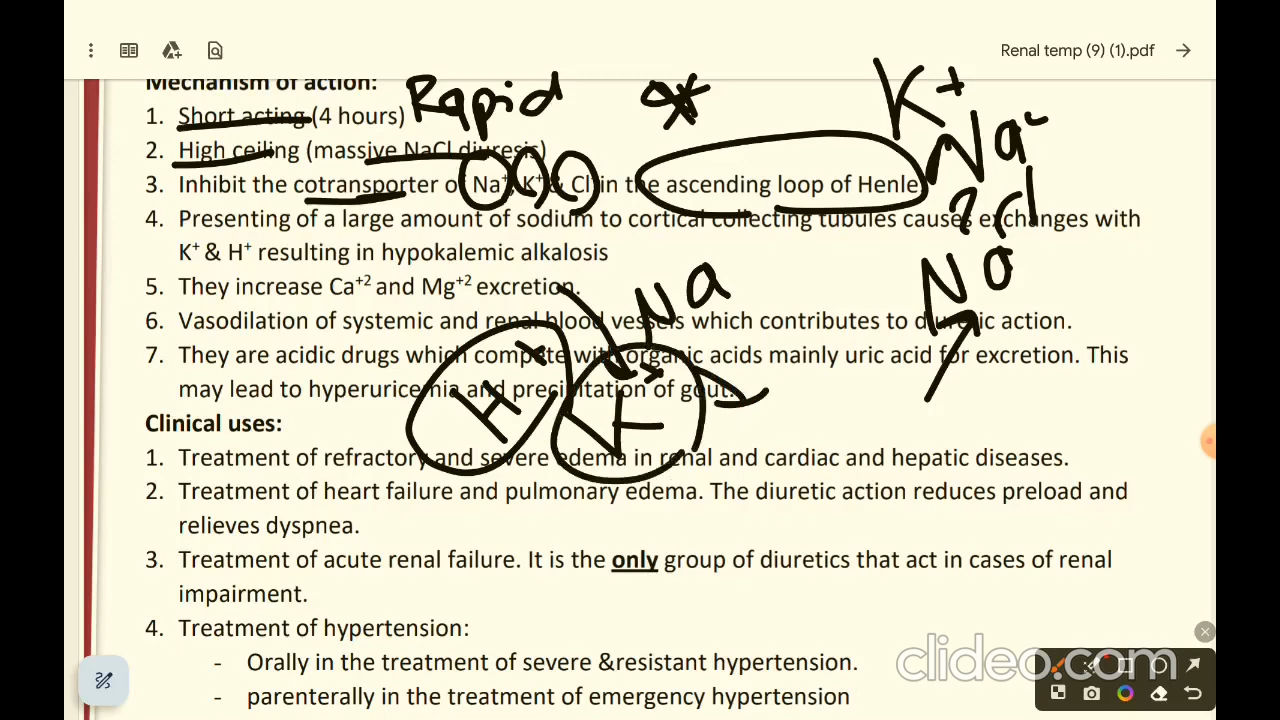 Renal temp (9) (1).pdf
Mechanism of action:
Rapid
K+
1. Short acting (4 hours)
2. High ceiling (massive NaCl diuresis)
Na-
3. Inhibit the cotransporter of Na+, K+ & Cl- in the ascending loop of Henle.
cl
4. Presenting of a large amount of sodium to cortical collecting tubules causes exchanges with
K+ & H+ resulting in hypokalemic alkalosis
Na
Na
5. They increase Ca+2 and Mg+2 excretion.
6. Vasodilation of systemic and renal blood vessels which contributes to diuretic action.
7. They are acidic drugs which compete with organic acids mainly uric acid for excretion. This
may lead to hyperuricemia and precipitation of gout.
H+
K+
Clinical uses:
1. Treatment of refractory and severe edema in renal and cardiac and hepatic diseases.
2. Treatment of heart failure and pulmonary edema. The diuretic action reduces preload and
relieves dyspnea.
3. Treatment of acute renal failure. It is the only group of diuretics that act in cases of renal
impairment.
4. Treatment of hypertension:
- Orally in the treatment of severe &resistant hypertension.
- parenterally in the treatment of emergency hypertension
clideo.com